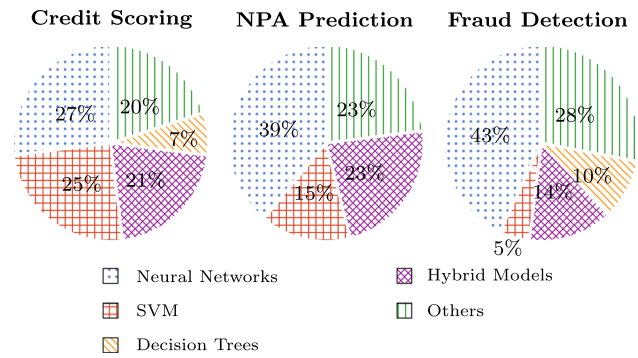 Credit Scoring
NPA Prediction
Fraud Detection
27%
20%
7%
25%
21%
39%
23%
15%
23%
43%
28%
10%
14%
5%
Neural Networks
SVM
Decision Trees
Hybrid Models
Others